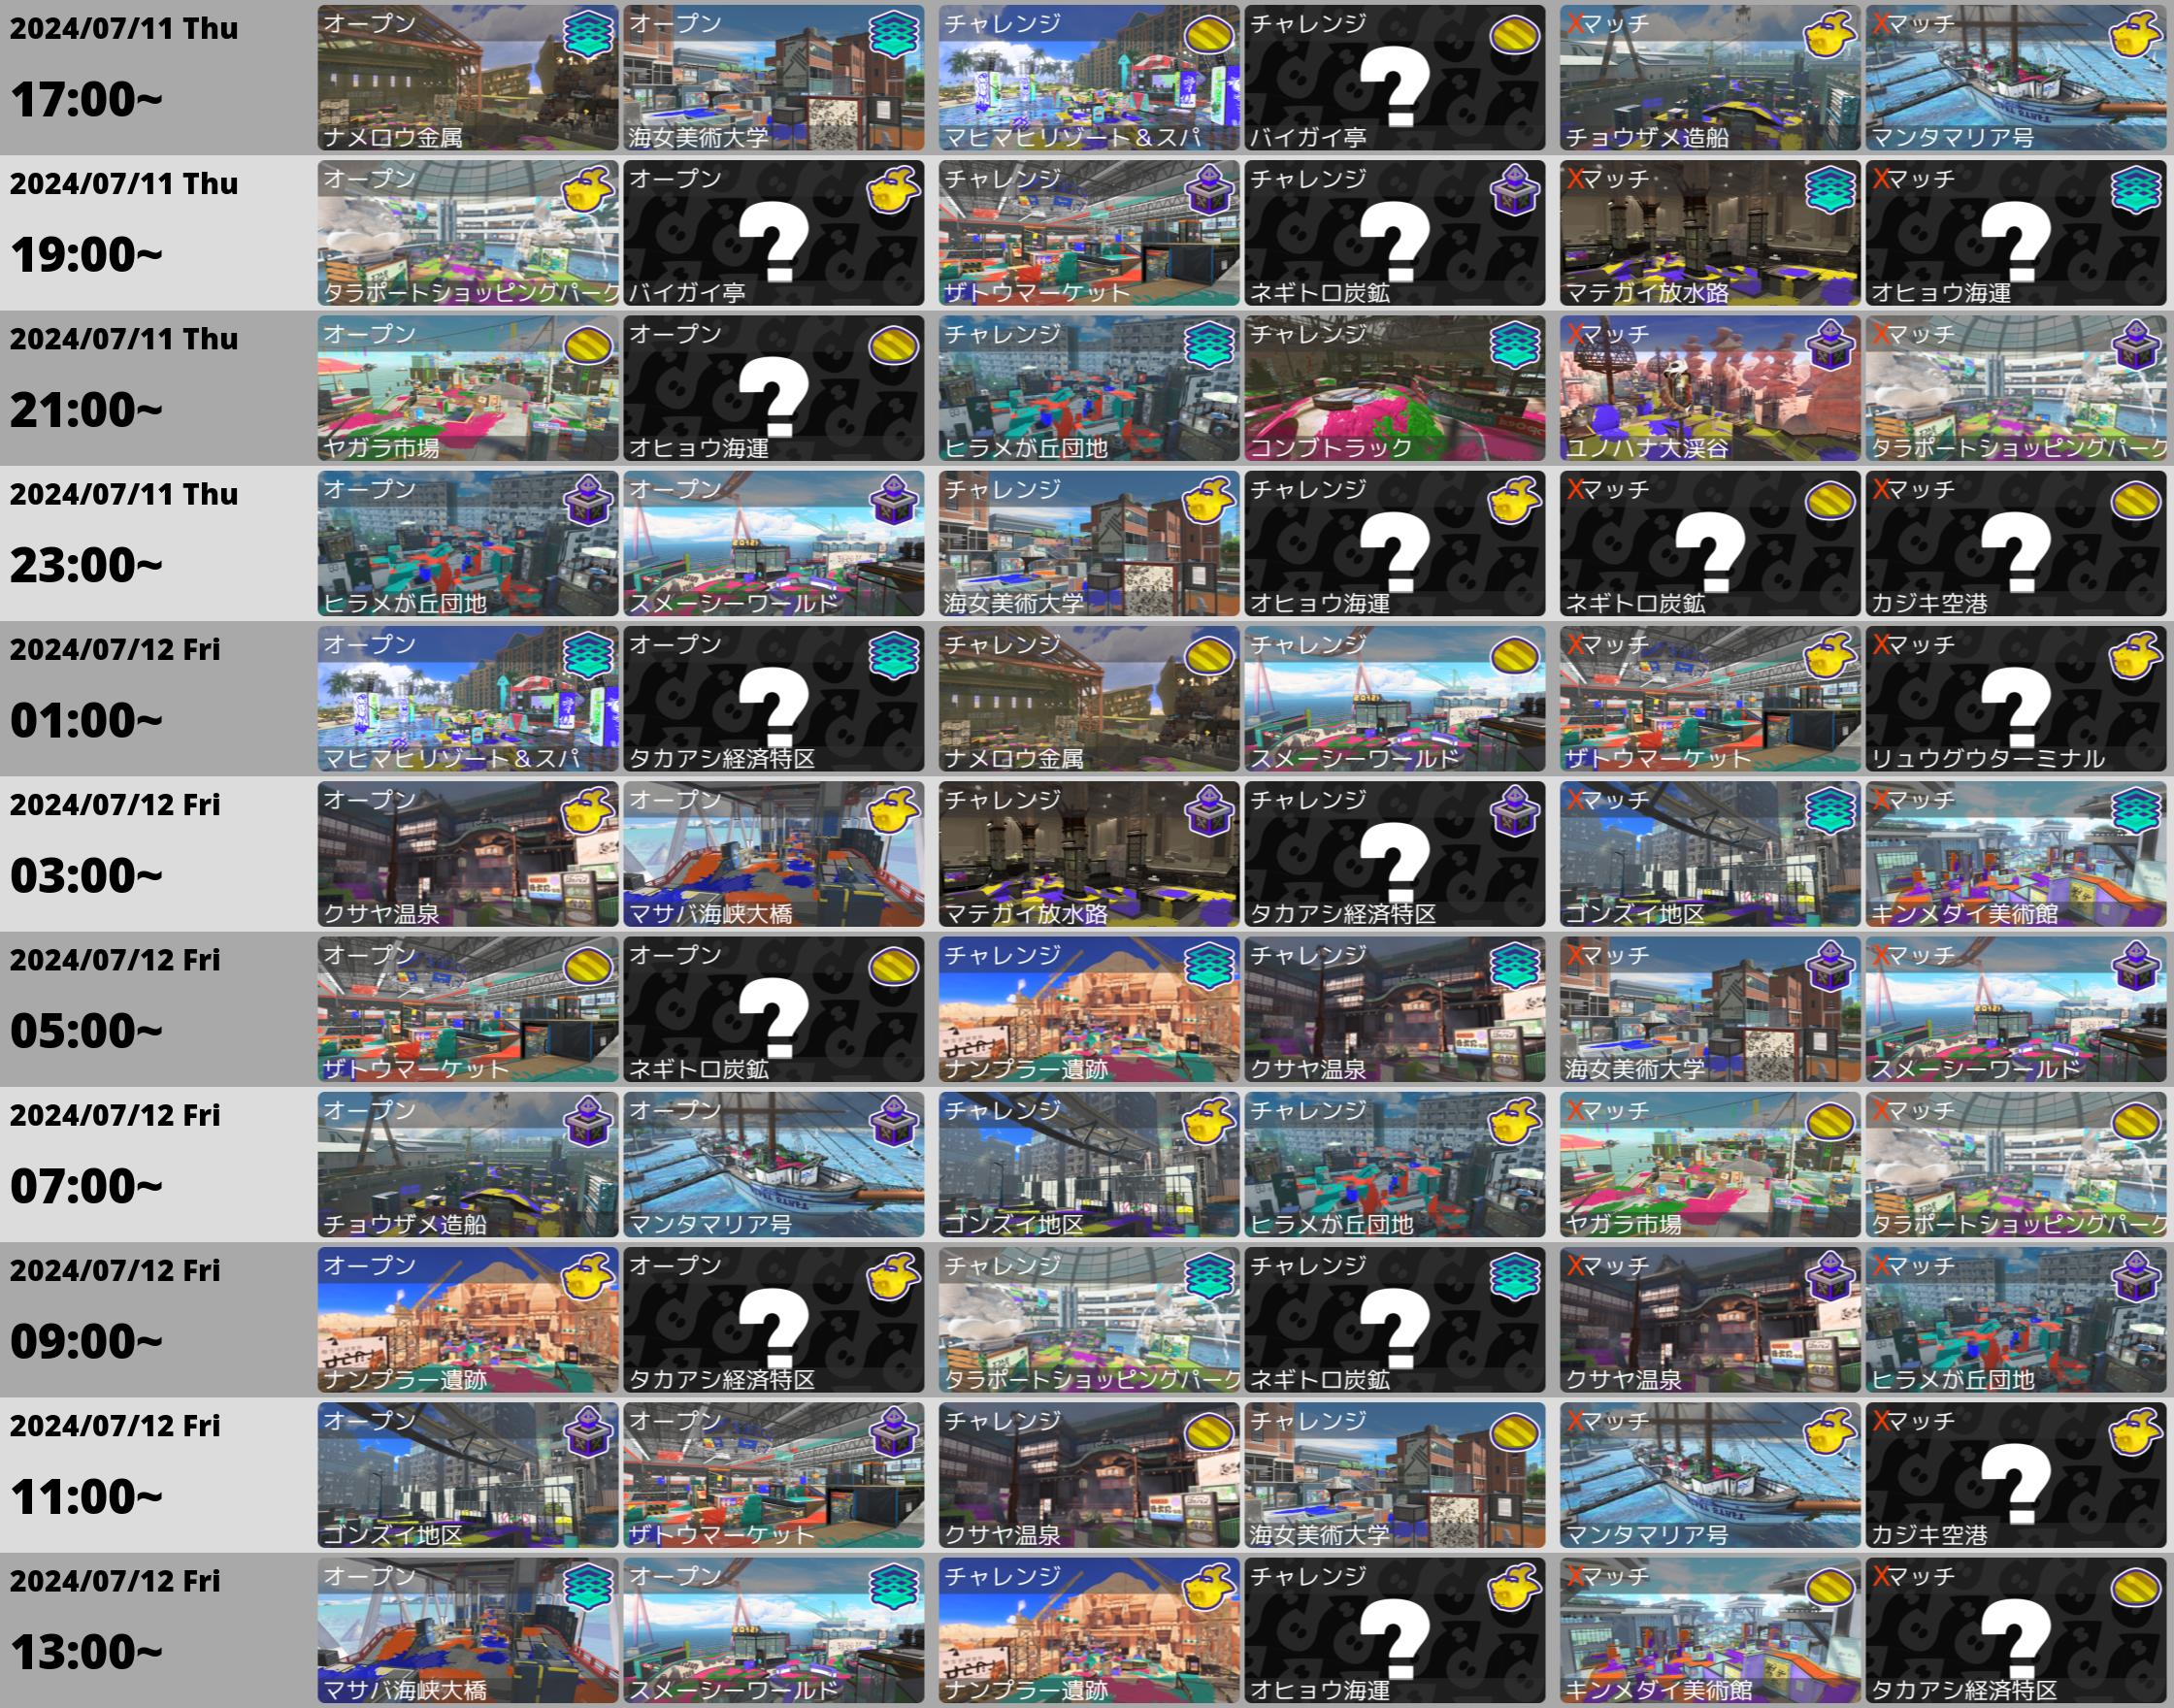 2024/07/11 Thu
17:00~
オープン
ナメロウ金属
オープン
海女美術大学
チャレンジ
マヒマヒリゾート＆スパ
チャレンジ
?
バイガイ亭
Xマッチ
チョウザメ造船
Xマッチ
マンタマリア号
2024/07/11 Thu
19:00~
オープン
タラポートショッピングパーク
オープン
?
バイガイ亭
チャレンジ
ザトウマーケット
チャレンジ
?
ネギトロ炭鉱
Xマッチ
マテガイ放水路
Xマッチ
?
オヒョウ海運
2024/07/11 Thu
21:00~
オープン
ヤガラ市場
オープン
?
オヒョウ海運
チャレンジ
ヒラメが丘団地
チャレンジ
コンブトラック
Xマッチ
ユノハナ大渓谷
Xマッチ
タラポートショッピングパーク
2024/07/11 Thu
23:00~
オープン
ヒラメが丘団地
オープン
スメーシーワールド
チャレンジ
海女美術大学
チャレンジ
?
オヒョウ海運
Xマッチ
?
ネギトロ炭鉱
Xマッチ
?
カジキ空港
2024/07/12 Fri
01:00~
オープン
マヒマヒリゾート＆スパ
オープン
?
タカアシ経済特区
チャレンジ
ナメロウ金属
チャレンジ
スメーシーワールド
Xマッチ
ザトウマーケット
Xマッチ
?
リュウグウターミナル
2024/07/12 Fri
03:00~
オープン
クサヤ温泉
オープン
マサバ海峡大橋
チャレンジ
マテガイ放水路
チャレンジ
?
タカアシ経済特区
Xマッチ
ゴンズイ地区
Xマッチ
キンメダイ美術館
2024/07/12 Fri
05:00~
オープン
ザトウマーケット
オープン
?
ネギトロ炭鉱
チャレンジ
ナンプラー遺跡
チャレンジ
クサヤ温泉
Xマッチ
海女美術大学
Xマッチ
スメーシーワールド
2024/07/12 Fri
07:00~
オープン
チョウザメ造船
オープン
マンタマリア号
チャレンジ
ゴンズイ地区
チャレンジ
ヒラメが丘団地
Xマッチ
ヤガラ市場
Xマッチ
タラポートショッピングパーク
2024/07/12 Fri
09:00~
オープン
ナンプラー遺跡
オープン
?
タカアシ経済特区
チャレンジ
タラポートショッピングパーク
チャレンジ
?
ネギトロ炭鉱
Xマッチ
クサヤ温泉
Xマッチ
ヒラメが丘団地
2024/07/12 Fri
11:00~
オープン
ゴンズイ地区
オープン
ザトウマーケット
チャレンジ
クサヤ温泉
チャレンジ
海女美術大学
Xマッチ
マンタマリア号
Xマッチ
?
カジキ空港
2024/07/12 Fri
13:00~
オープン
マサバ海峡大橋
オープン
スメーシーワールド
チャレンジ
ナンプラー遺跡
チャレンジ
?
オヒョウ海運
Xマッチ
キンメダイ美術館
Xマッチ
?
タカアシ経済特区